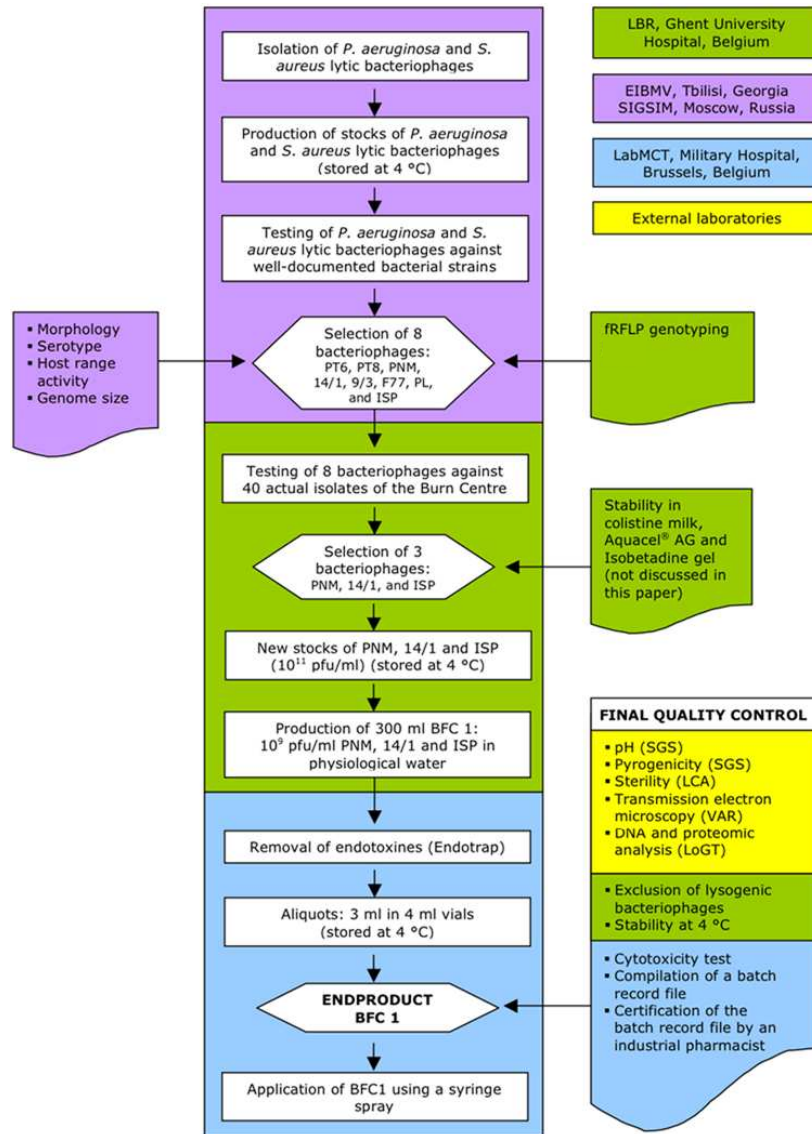 Isolation of P. aeruginosa and S.
aureus lytic bacteriophages
Production of stocks of P. aeruginosa
and S. aureus lytic bacteriophages
(stored at 4 °C)
Testing of P. aeruginosa and S.
aureus lytic bacteriophages against
well-documented bacterial strains
▪ Morphology
▪ Serotype
▪ Host range
activity
▪ Genome size
Selection of 8
bacteriophages:
PT6, PT8, PNM,
14/1, 9/3, F77, PL,
and ISP
fRFLP genotyping
LBR, Ghent University
Hospital, Belgium
EIBMV, Tbilisi, Georgia
SIGSIM, Moscow, Russia
LabMCT, Military Hospital,
Brussels, Belgium
External laboratories
Testing of 8 bacteriophages against
40 actual isolates of the Burn Centre
Selection of 3
bacteriophages:
PNM, 14/1, and ISP
Stability in
colistine milk,
Aquacel® AG and
Isobetadine gel
(not discussed in
this paper)
New stocks of PNM, 14/1 and ISP
(10¹¹ pfu/ml) (stored at 4 °C)
Production of 300 ml BFC 1:
10⁹ pfu/ml PNM, 14/1 and ISP in
physiological water
Removal of endotoxines (Endotrap)
Aliquots: 3 ml in 4 ml vials
(stored at 4 °C)
ENDPRODUCT
BFC 1
Application of BFC1 using a syringe
spray
FINAL QUALITY CONTROL
▪ pH (SGS)
▪ Pyrogenicity (SGS)
▪ Sterility (LCA)
▪ Transmission electron
microscopy (VAR)
▪ DNA and proteomic
analysis (LoGT)
▪ Exclusion of lysogenic
bacteriophages
▪ Stability at 4 °C
▪ Cytotoxicity test
▪ Compilation of a batch
record file
▪ Certification of the
batch record file by an
industrial pharmacist